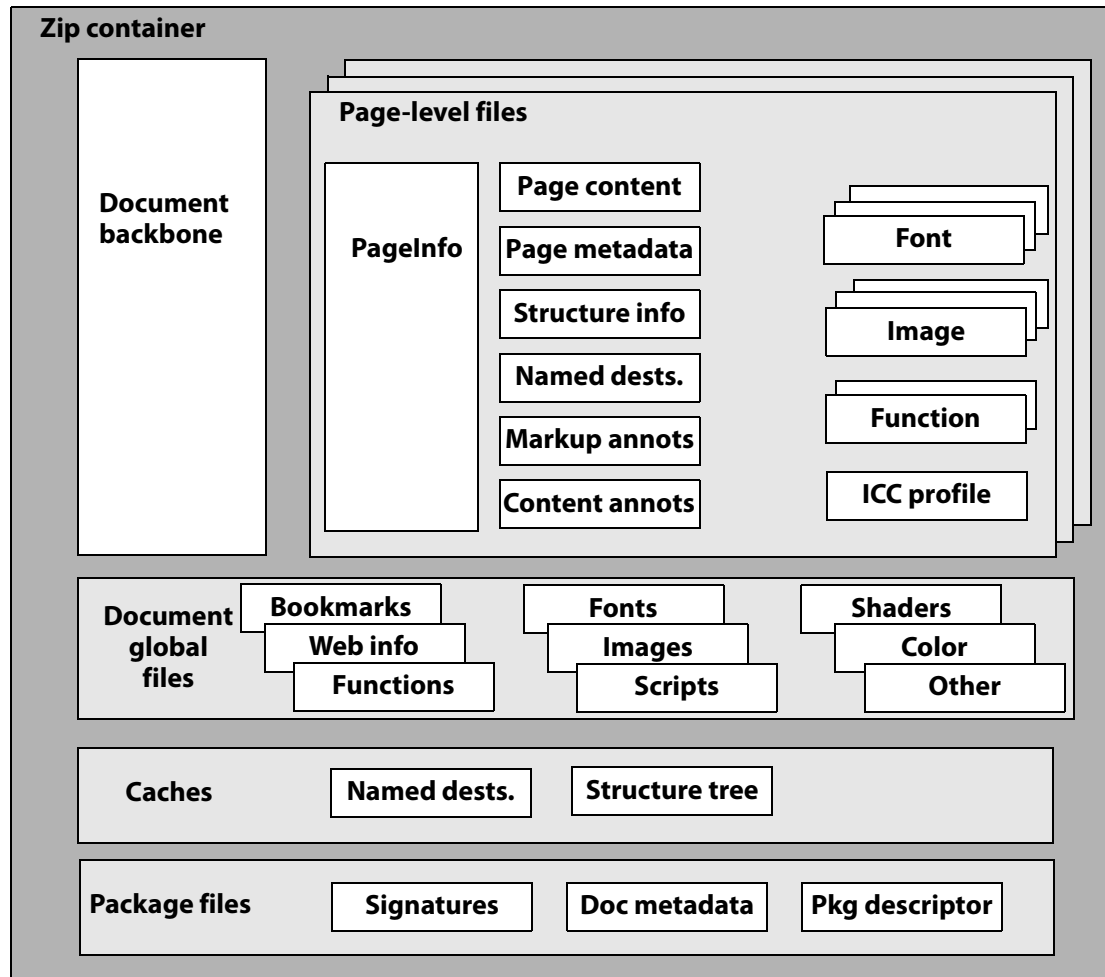 Zip container
Document
backbone
Page-level files
PageInfo
Page content
Page metadata
Structure info
Named dests.
Markup annots
Content annots
Font
Image
Function
ICC profile
Document
global
files
Bookmarks
Web info
Functions
Fonts
Images
Scripts
Shaders
Color
Other
Caches
Named dests.
Structure tree
Package files
Signatures
Doc metadata
Pkg descriptor